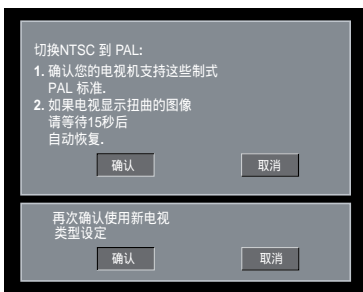 切换NTSC 到 PAL:
1. 确认您的电视机支持这些制式
PAL 标准.
2. 如果电视显示扭曲的图像
请等待15秒后
自动恢复.
确认 取消
再次确认使用新电视
类型设定
确认 取消